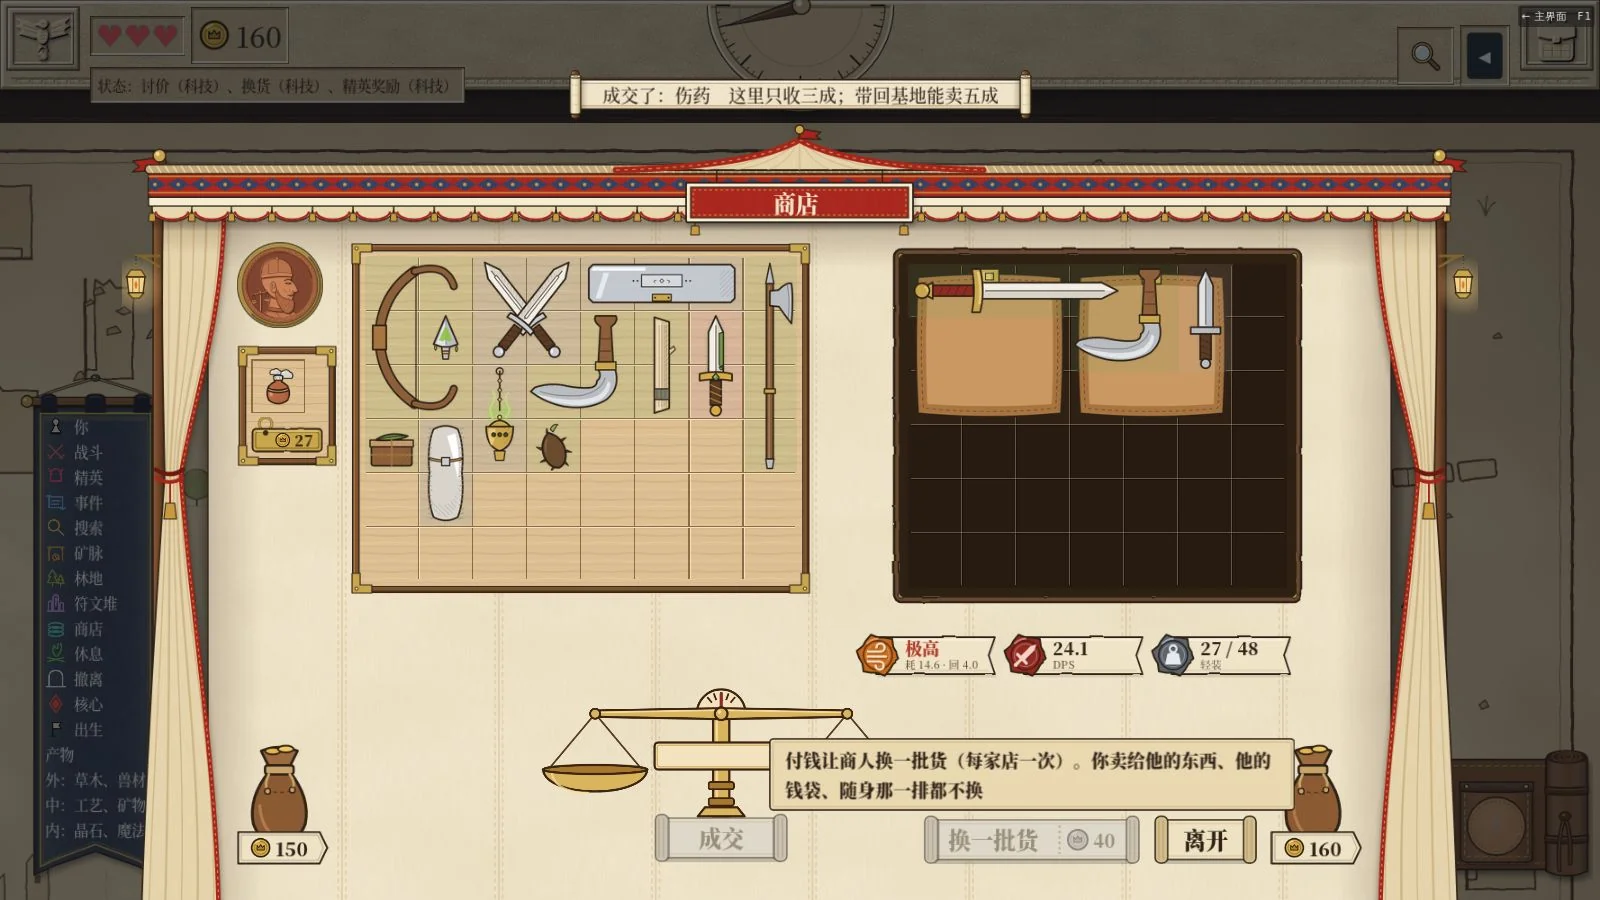 160
← 主界面 F1
状态：讨价（科技）、换货（科技）、精英奖励（科技）
成交了：伤药 这里只收三成；带回基地能卖五成
商店
27
你
战斗
精英
事件
搜索
矿脉
林地
符文堆
商店
休息
撤离
核心
出生
产物
外：草木、兽材
中：工艺、矿物
内：晶石、魔法
极高
耗 14.6 · 回 4.0
24.1
DPS
27 / 48
轻装
付钱让商人换一批货（每家店一次）。你卖给他的东西、他的
钱袋、随身那一排都不换
成交
换一批货 40
离开
150
160